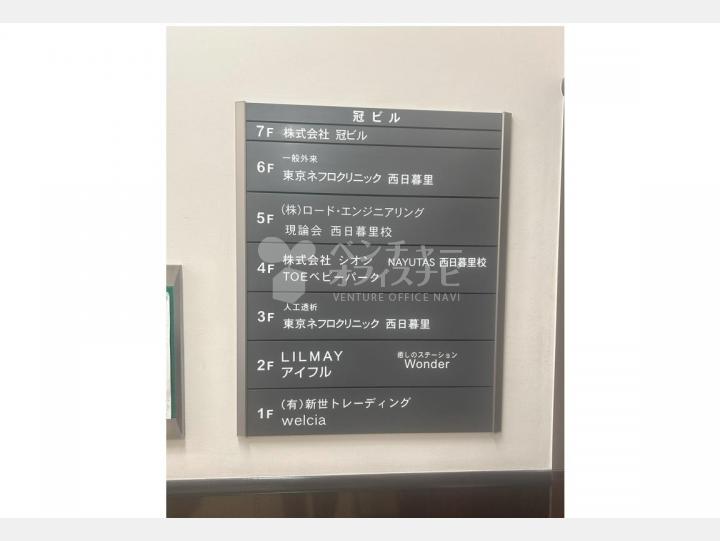 冠ビル
7F 株式会社 冠ビル
一般外来
6F 東京ネフロクリニック 西日暮里
(株)ロード・エンジニアリング
5F
現論会 西日暮里校
株式会社 シオン NAYUTAS 西日暮里校
4F
TOEベビーパーク
人工透析
3F 東京ネフロクリニック 西日暮里
LILMAY 癒しのステーション
2F アイフル Wonder
(有)新世トレーディング
1F welcia
ベンチャー
オフィスナビ
VENTURE OFFICE NAVI